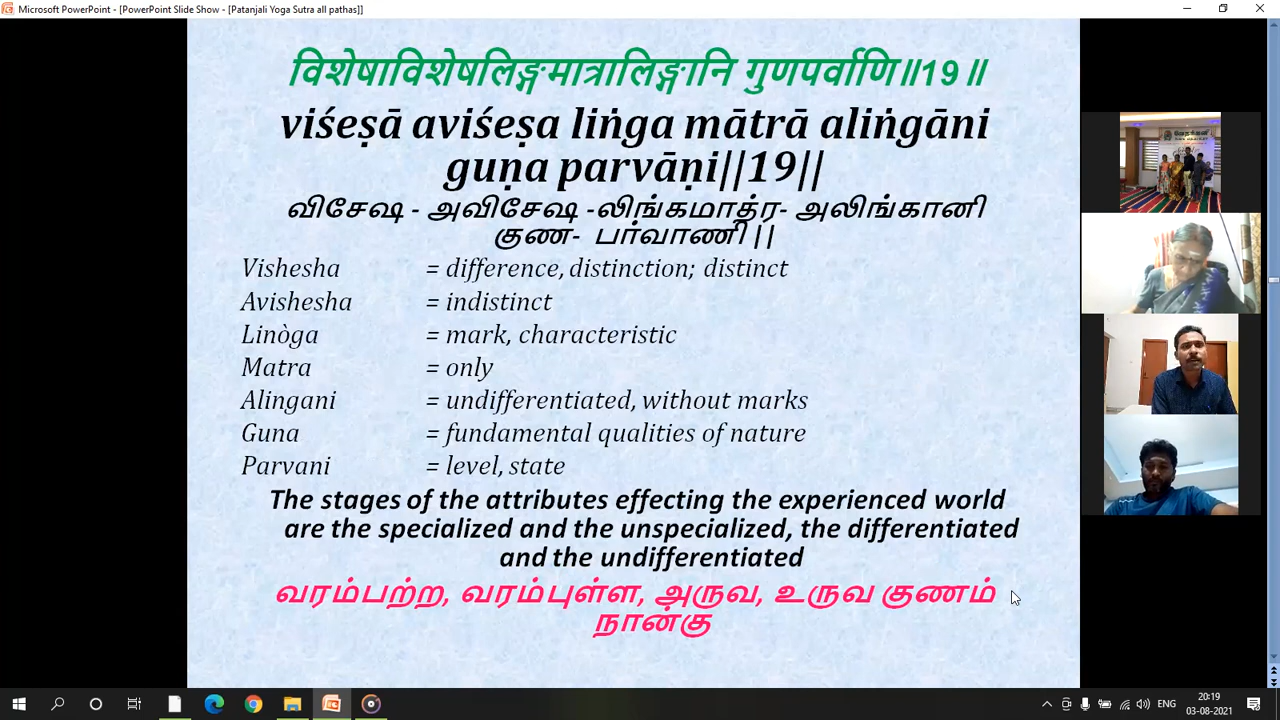 Microsoft PowerPoint - [PowerPoint Slide Show - [Patanjali Yoga Sutra all pathas]]
विशेषाविशेषलिङ्गमात्रालिङ्गानि गुणपर्वाणि॥19॥
viśeṣā aviśeṣa liṅga mātrā aliṅgāni
guṇa parvāṇi||19||
விசேஷ - அவிசேஷ -லிங்கமாத்ர- அலிங்கானி
குண- பர்வாணி ||
Vishesha = difference, distinction; distinct
Avishesha = indistinct
Linòga = mark, characteristic
Matra = only
Alingani = undifferentiated, without marks
Guna = fundamental qualities of nature
Parvani = level, state
The stages of the attributes effecting the experienced world
are the specialized and the unspecialized, the differentiated
and the undifferentiated
வரம்பற்ற, வரம்புள்ள, அருவ, உருவ குணம்
நான்கு
ENG
20:19
03-08-2021